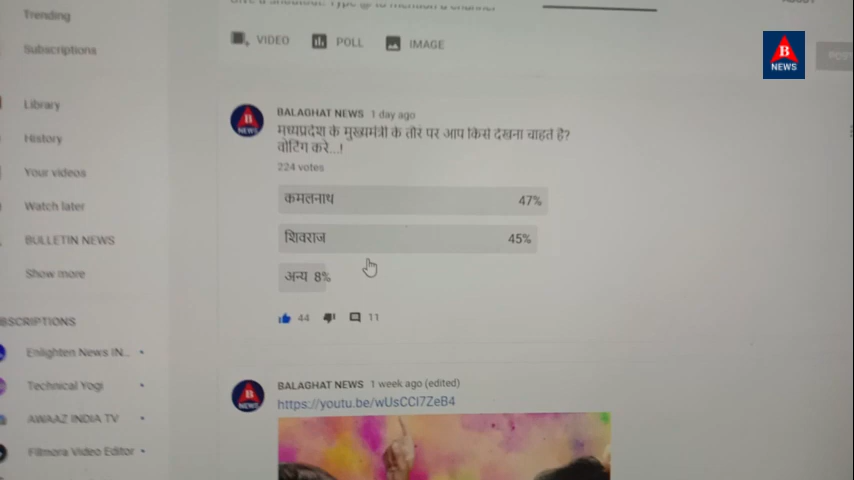 Trending
Subscriptions
Library
History
Your videos
Watch later
BULLETIN NEWS
Show more
Enlighten News IN...
Technical Yogi
AWAAZ INDIA TV
Filmora Video Editor
VIDEO POLL IMAGE
B
NEWS
BALAGHAT NEWS 1 day ago
मध्यप्रदेश के मुख्यमंत्री के तौर पर आप किसे देखना चाहते है?
वोटिंग करे...!
224 votes
कमलनाथ 47%
शिवराज 45%
अन्य 8%
44 11
BALAGHAT NEWS 1 week ago (edited)
https://youtu.be/wUsCCI7ZeB4